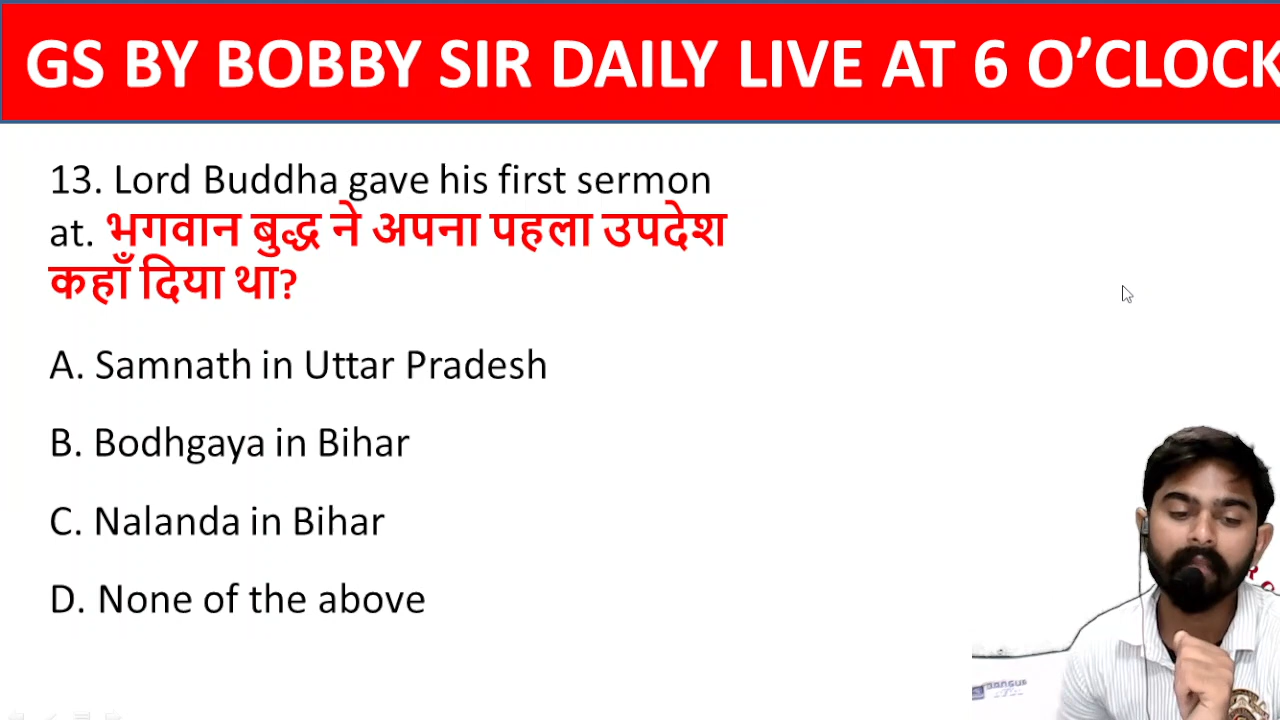 GS BY BOBBY SIR DAILY LIVE AT 6 O’CLOCK
13. Lord Buddha gave his first sermon
at. भगवान बुद्ध ने अपना पहला उपदेश
कहाँ दिया था?
A. Samnath in Uttar Pradesh
B. Bodhgaya in Bihar
C. Nalanda in Bihar
D. None of the above